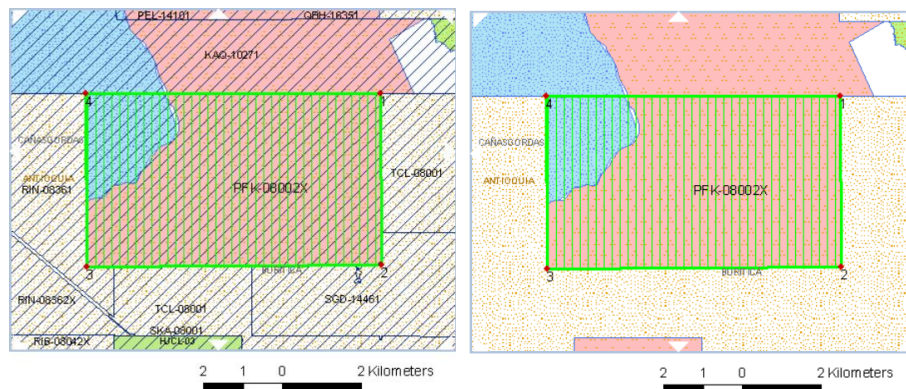 PEL-14101 QBH-16351
KAQ-10271
4 1
CAÑASGORDAS
ANTIOQUIA
RIN-08361
PFK-08002X
TCL-08001
3 2
BURITICA
RIN-08362X
TCL-08001
SGD-14461
SKA-08001
RIB-08042X
HJCL-03
2 1 0 2 Kilometers
4 1
CAÑASGORDAS
ANTIOQUIA
PFK-08002X
3 2
BURITICA
2 1 0 2 Kilometers